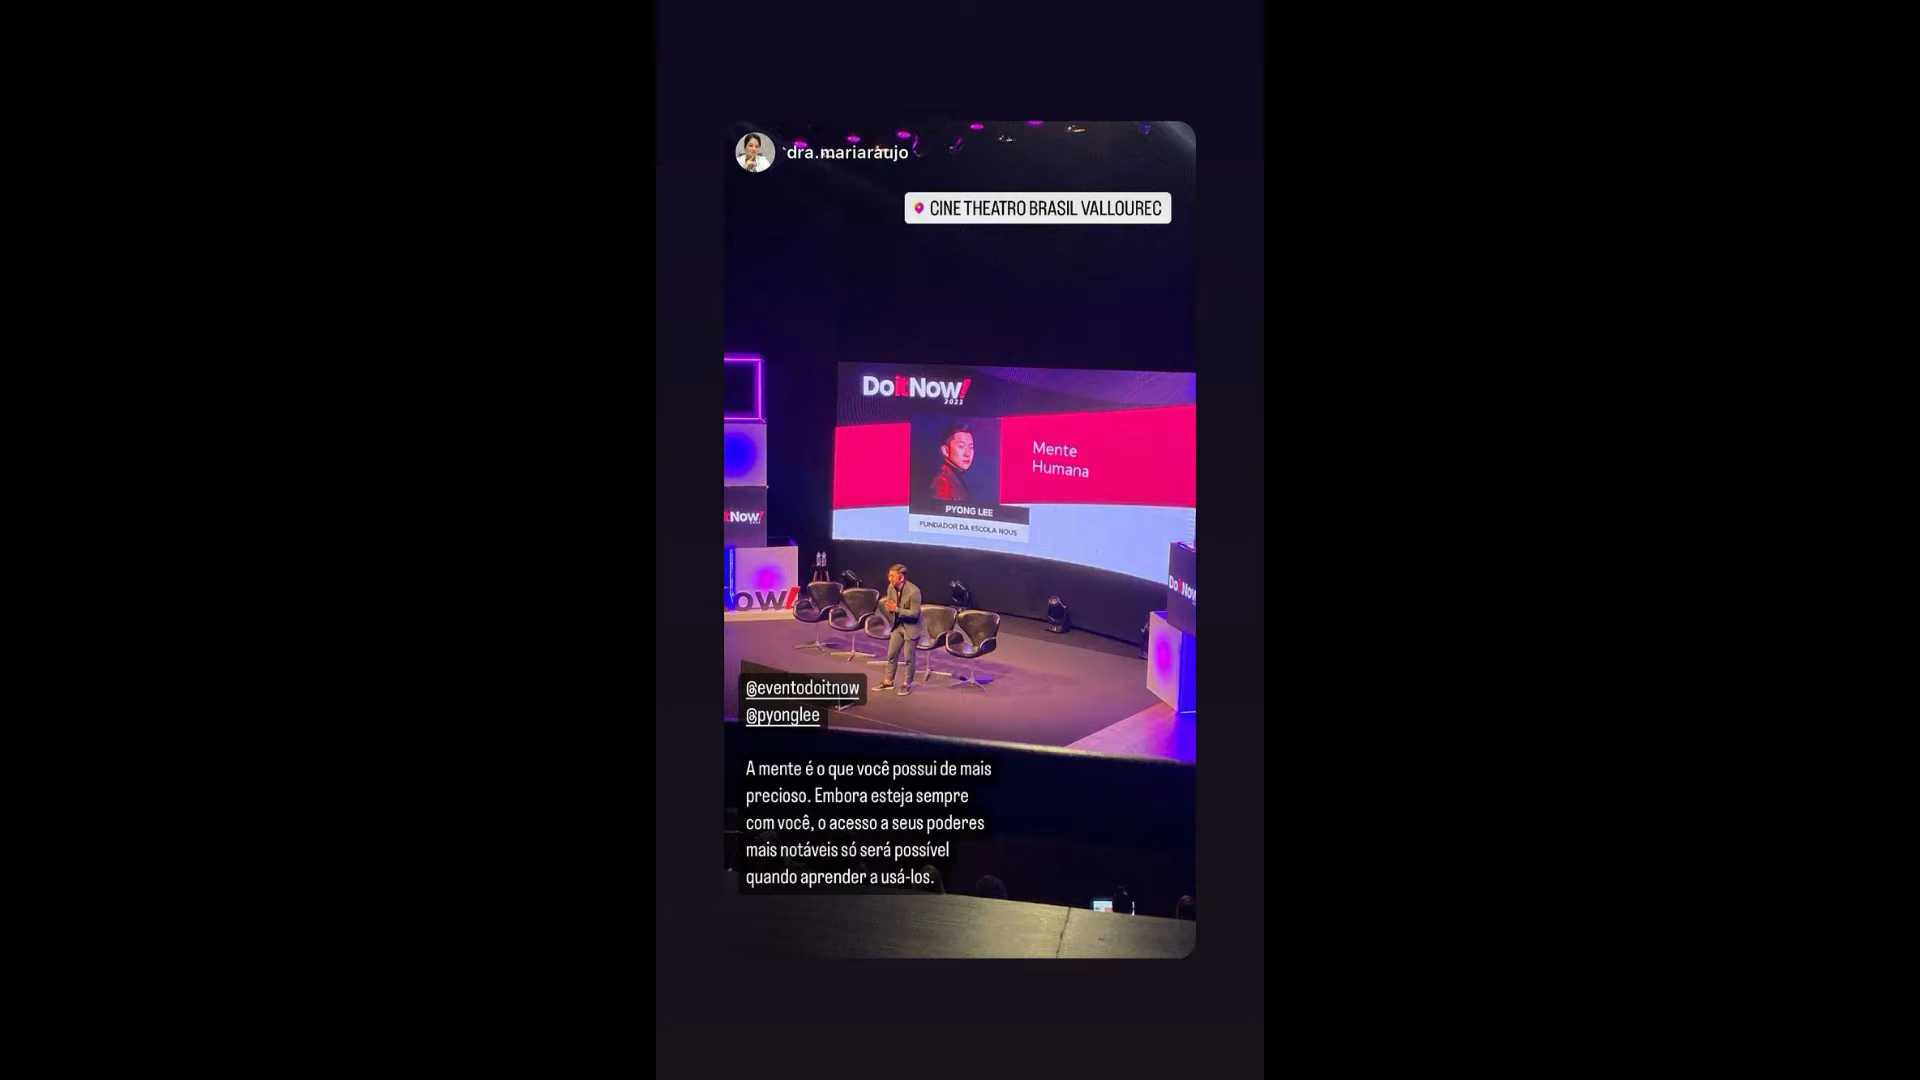 dra.mariaraujo
CINE THEATRO BRASIL VALLOUREC
DoitNow!
2022
Mente
Humana
PYONG LEE
FUNDADOR DA ESCOLA NOUS
tNow!
ow!
DoitNow
@eventodoitnow
@pyonglee
A mente é o que você possui de mais
precioso. Embora esteja sempre
com você, o acesso a seus poderes
mais notáveis só será possível
quando aprender a usá-los.